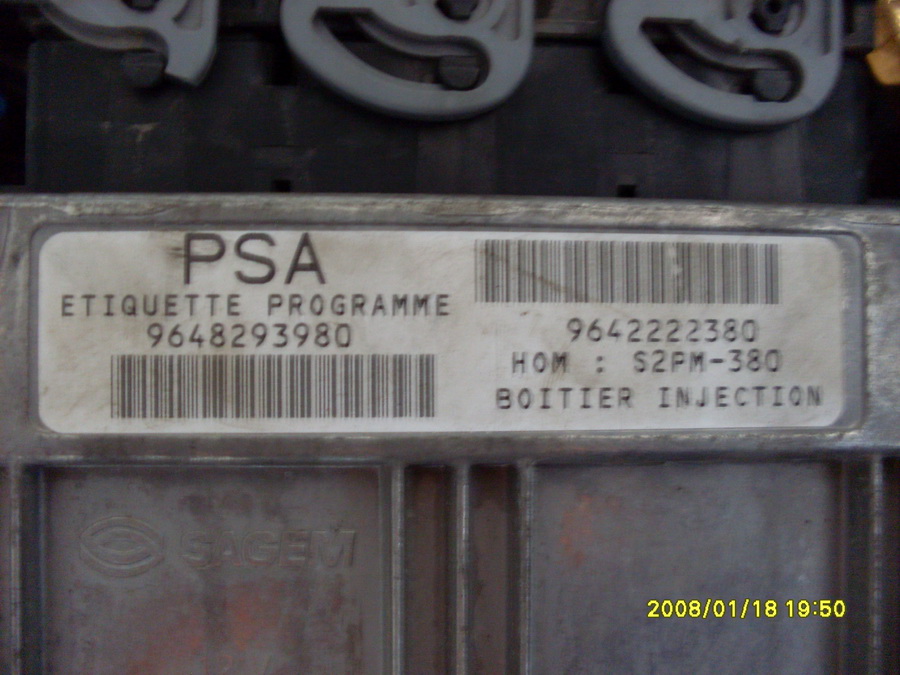 PSA
ETIQUETTE PROGRAMME
9648293980
9642222380
HOM : S2PM-380
BOITIER INJECTION
SAGEM
2008/01/18 19:50